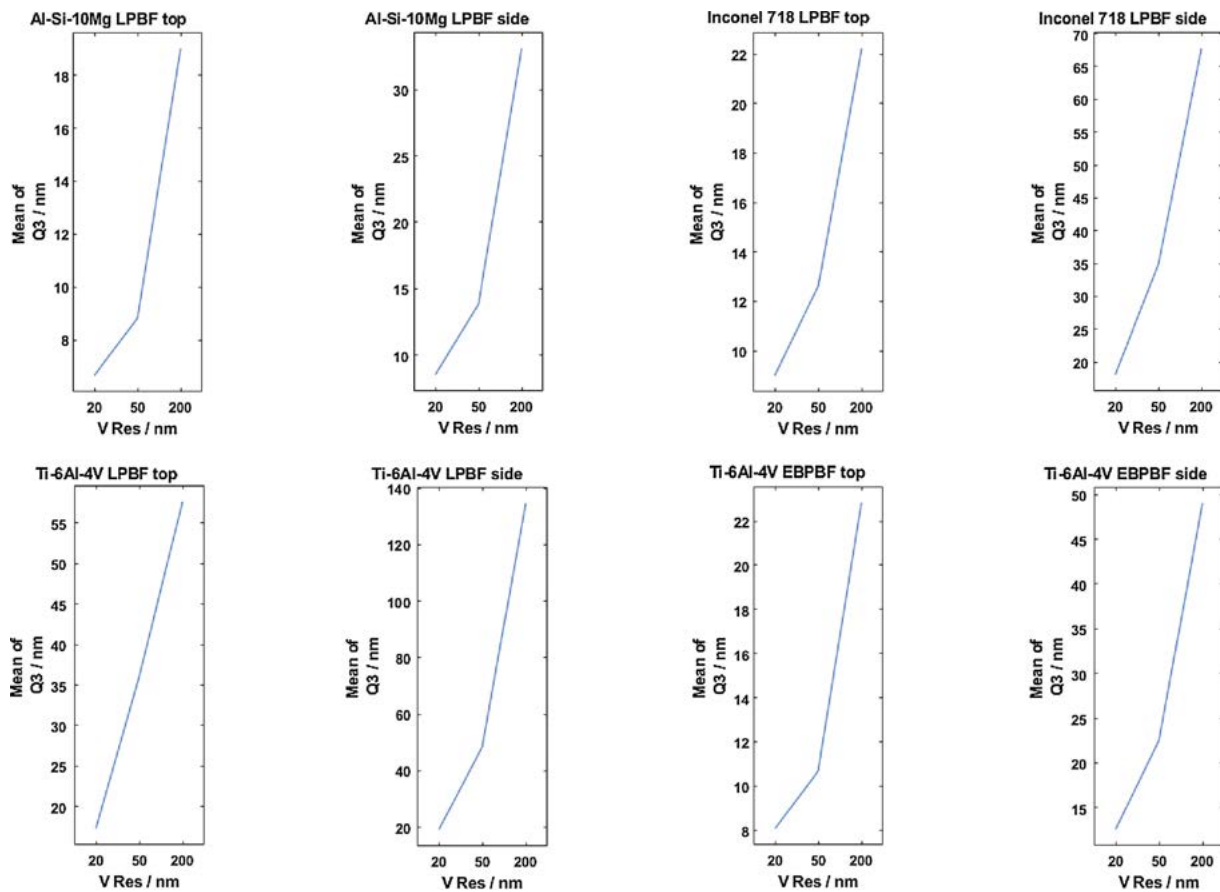 Al-Si-10Mg LPBF top
18
16
14
12
10
8
Mean of
Q3 / nm
20 50 200
V Res / nm
Al-Si-10Mg LPBF side
30
25
20
15
10
Mean of
Q3 / nm
20 50 200
V Res / nm
Inconel 718 LPBF top
22
20
18
16
14
12
10
Mean of
Q3 / nm
20 50 200
V Res / nm
Inconel 718 LPBF side
70
65
60
55
50
45
40
35
30
25
20
Mean of
Q3 / nm
20 50 200
V Res / nm
Ti-6Al-4V LPBF top
55
50
45
40
35
30
25
20
Mean of
Q3 / nm
20 50 200
V Res / nm
Ti-6Al-4V LPBF side
140
120
100
80
60
40
20
Mean of
Q3 / nm
20 50 200
V Res / nm
Ti-6Al-4V EBPBF top
22
20
18
16
14
12
10
8
Mean of
Q3 / nm
20 50 200
V Res / nm
Ti-6Al-4V EBPBF side
50
45
40
35
30
25
20
15
Mean of
Q3 / nm
20 50 200
V Res / nm